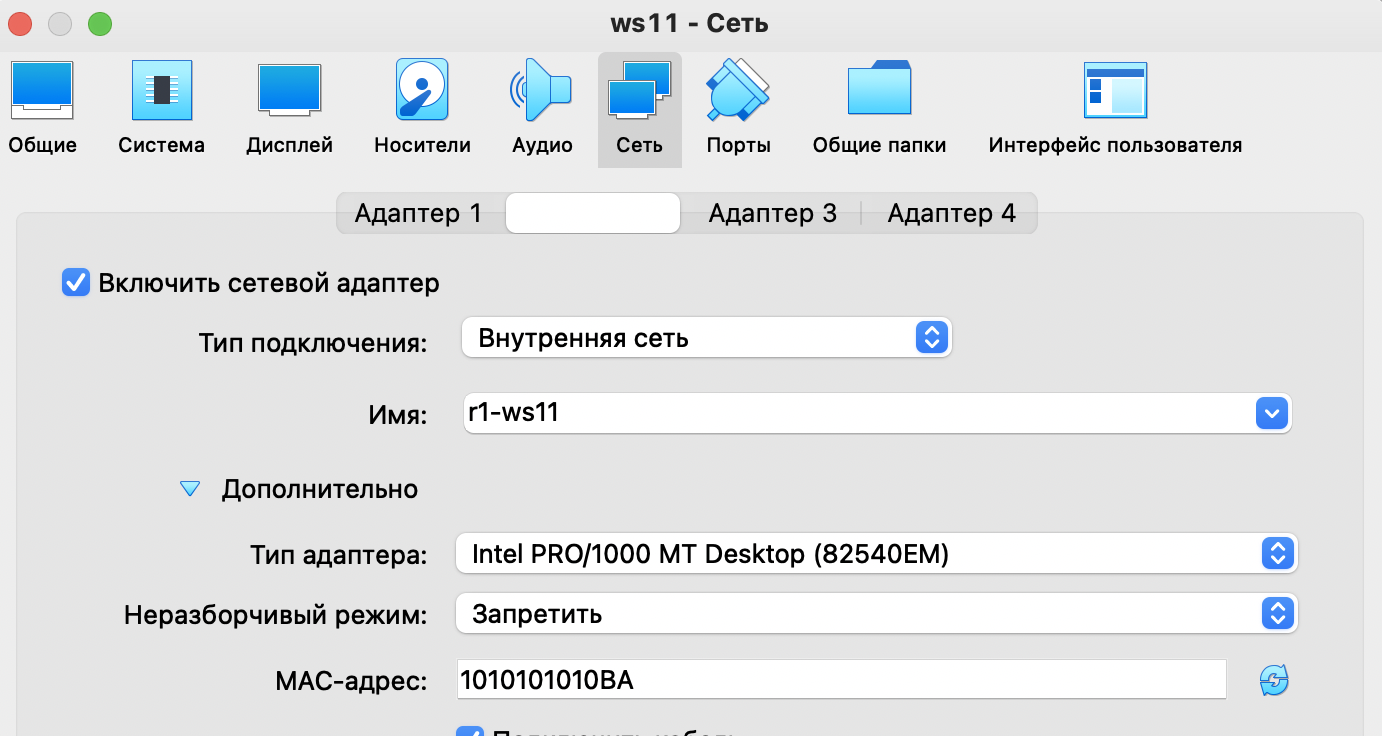 ws11 - Сеть
Общие Система Дисплей Носители Аудио Сеть Порты Общие папки Интерфейс пользователя
Адаптер 1 Адаптер 3 Адаптер 4
Включить сетевой адаптер
Тип подключения: Внутренняя сеть
Имя: r1-ws11
Дополнительно
Тип адаптера: Intel PRO/1000 MT Desktop (82540EM)
Неразборчивый режим: Запретить
MAC-адрес: 1010101010BA